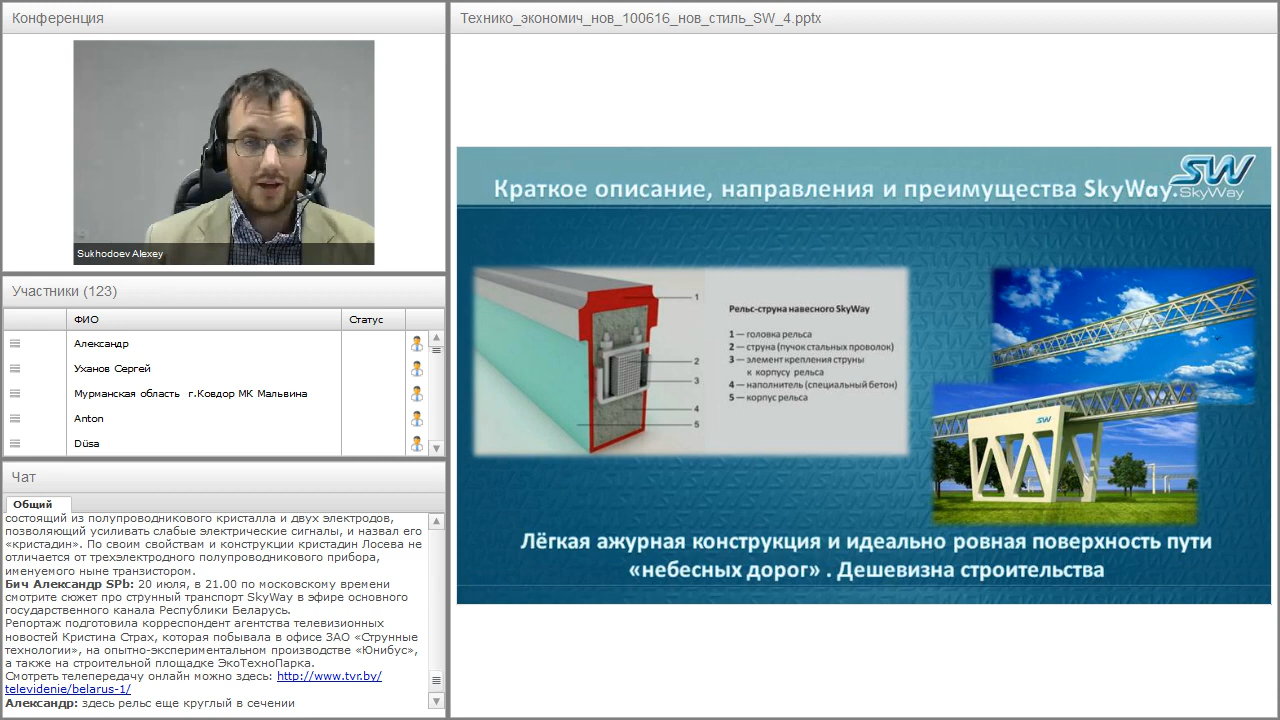 Конференция
Sukhodoev Alexey
Участники (123)
ФИО
Статус
Александр
Уханов Сергей
Мурманская область г.Ковдор МК Мальвина
Anton
Düsa
Чат
Общий
состоящий из полупроводникового кристалла и двух электродов,
позволяющий усиливать слабые электрические сигналы, и назвал его
«кристадин». По своим свойствам и конструкции кристадин Лосева не
отличается от трехэлектродного полупроводникового прибора,
именуемого ныне транзистором.
Бич Александр SPb: 20 июля, в 21.00 по московскому времени
смотрите сюжет про струнный транспорт SkyWay в эфире основного
государственного канала Республики Беларусь.
Репортаж подготовила корреспондент агентства телевизионных
новостей Кристина Страх, которая побывала в офисе ЗАО «Струнные
технологии», на опытно-экспериментальном производстве «Юнибус»,
а также на строительной площадке ЭкоТехноПарка.
Смотреть телепередачу онлайн можно здесь: http://www.tvr.by/
televidenie/belarus-1/
Александр: здесь рельс еще круглый в сечении
Технико_экономич_нов_100616_нов_стиль_SW_4.pptx
Краткое описание, направления и преимущества SkyWay.
SW
SkyWay
1
2
3
4
5
Рельс-струна навесного SkyWay
1 — головка рельса
2 — струна (пучок стальных проволок)
3 — элемент крепления струны
к корпусу рельса
4 — наполнитель (специальный бетон)
5 — корпус рельса
SW
Лёгкая ажурная конструкция и идеально ровная поверхность пути
«небесных дорог» . Дешевизна строительства